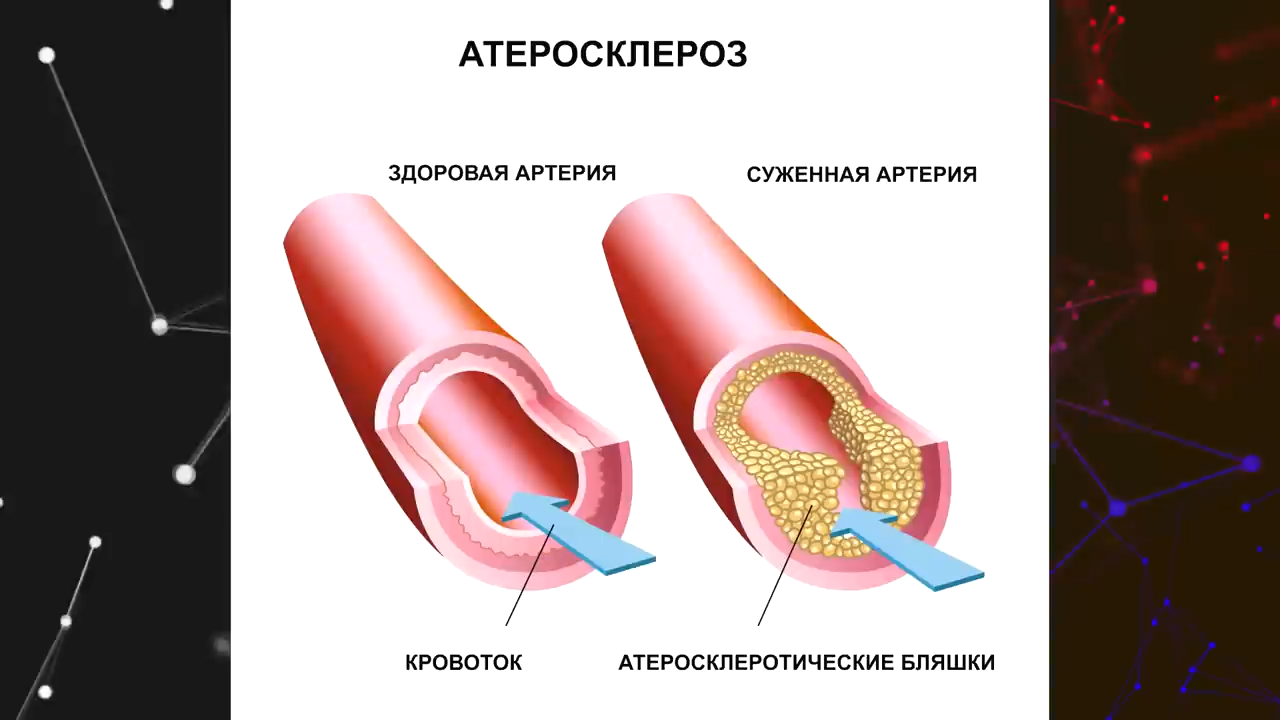 АТЕРОСКЛЕРОЗ
ЗДОРОВАЯ АРТЕРИЯ
СУЖЕННАЯ АРТЕРИЯ
КРОВОТОК
АТЕРОСКЛЕРОТИЧЕСКИЕ БЛЯШКИ